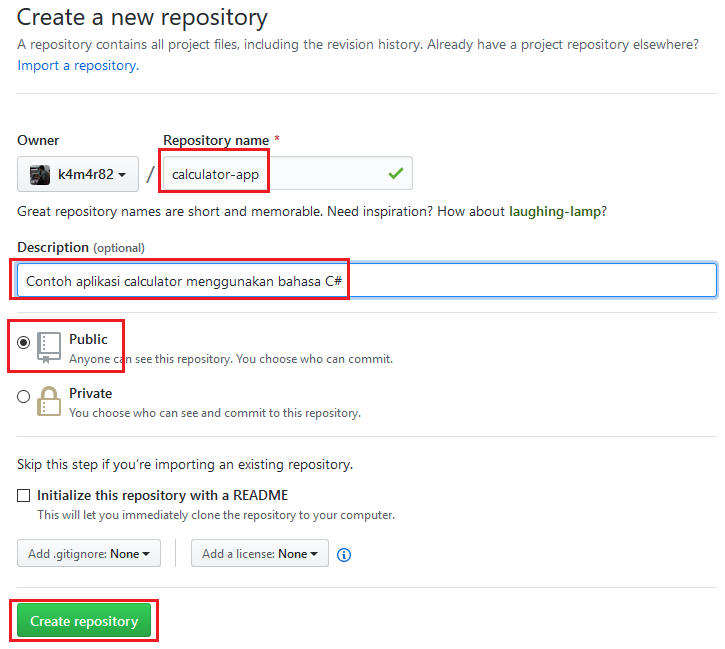 Create a new repository
A repository contains all project files, including the revision history. Already have a project repository elsewhere?
Import a repository.
Owner
Repository name *
k4m4r82
/
calculator-app
Great repository names are short and memorable. Need inspiration? How about laughing-lamp?
Description (optional)
Contoh aplikasi calculator menggunakan bahasa C#
Public
Anyone can see this repository. You choose who can commit.
Private
You choose who can see and commit to this repository.
Skip this step if you’re importing an existing repository.
Initialize this repository with a README
This will let you immediately clone the repository to your computer.
Add .gitignore: None
Add a license: None
Create repository